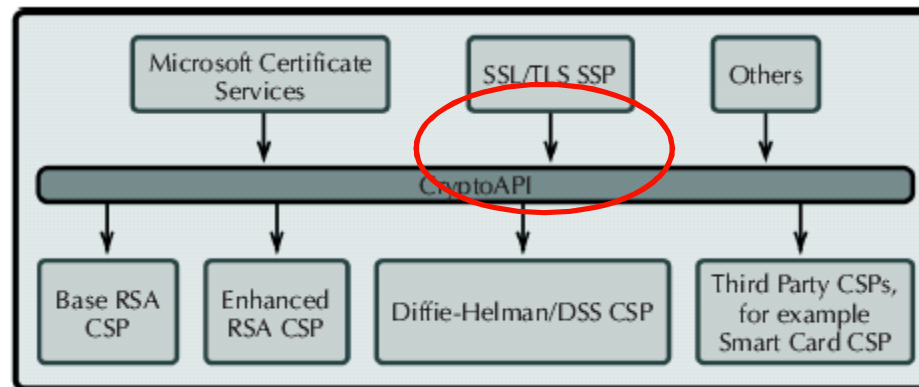 Microsoft Certificate
Services
SSL/TLS SSP
Others
CryptoAPI
Base RSA
CSP
Enhanced
RSA CSP
Diffie-Helman/DSS CSP
Third Party CSPs,
for example
Smart Card CSP